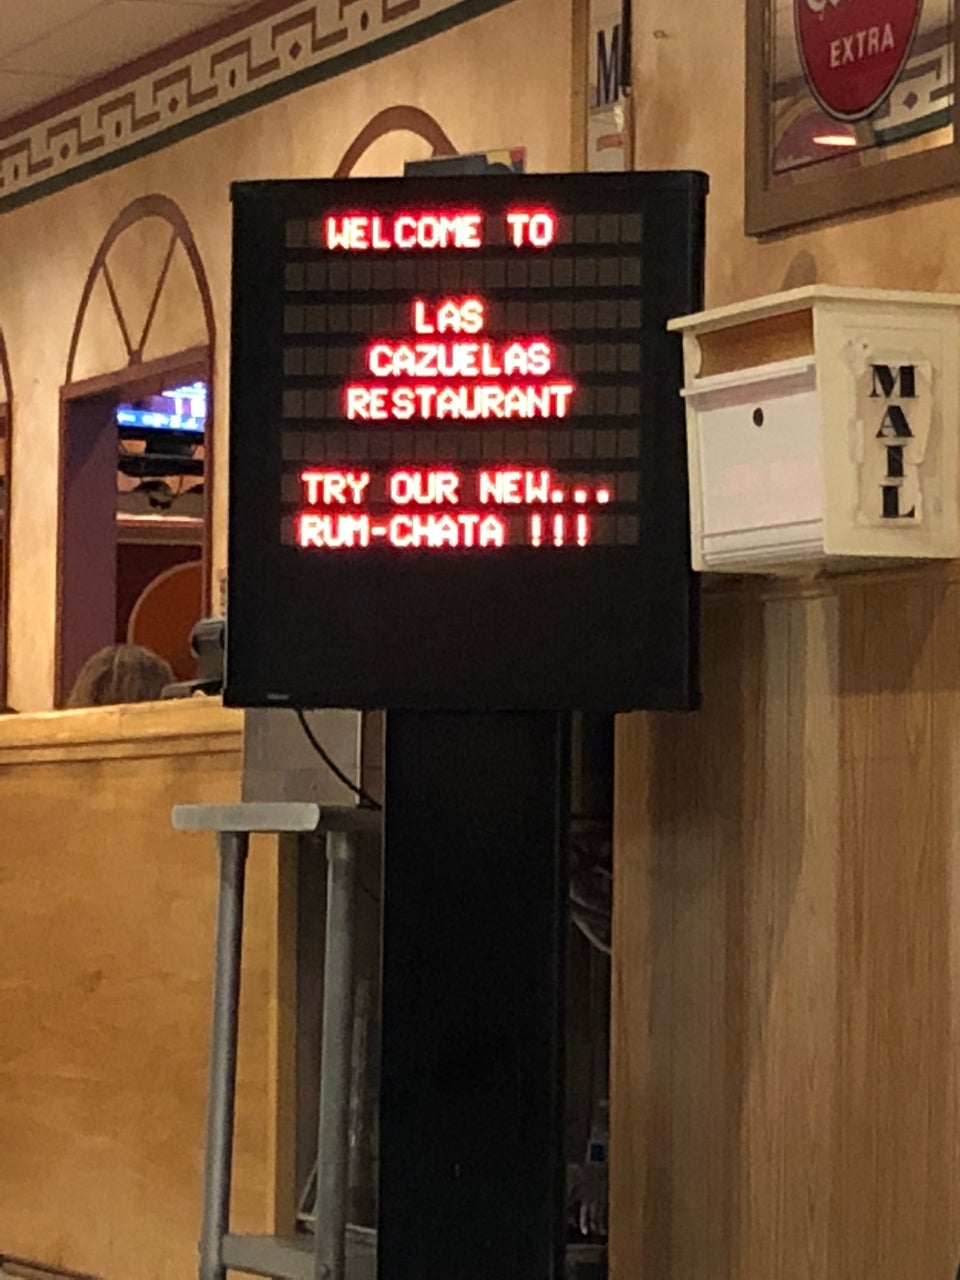 WELCOME TO
LAS
CAZUELAS
RESTAURANT
TRY OUR NEW...
RUM-CHATA !!!
EXTRA
MAIL